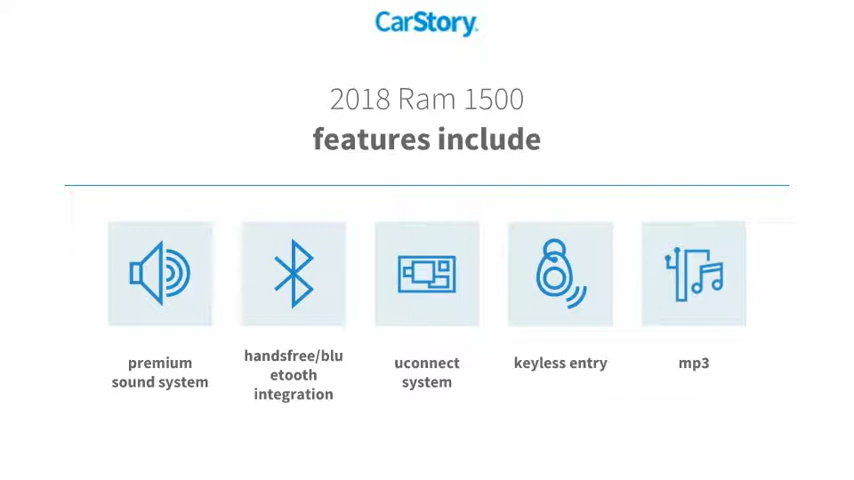 CarStory
2018 Ram 1500
features include
premium
sound system
handsfree/blu
etooth
integration
uconnect
system
keyless entry
mp3